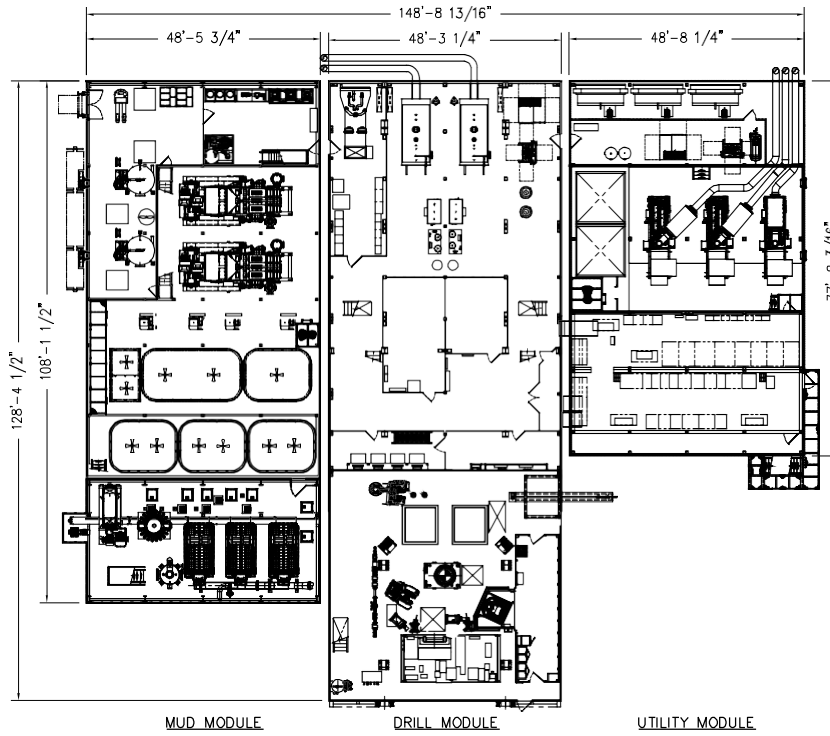 148'-8 13/16"
48'-5 3/4"
48'-3 1/4"
48'-8 1/4"
128'-4 1/2"
108'-1 1/2"
MUD MODULE
DRILL MODULE
UTILITY MODULE